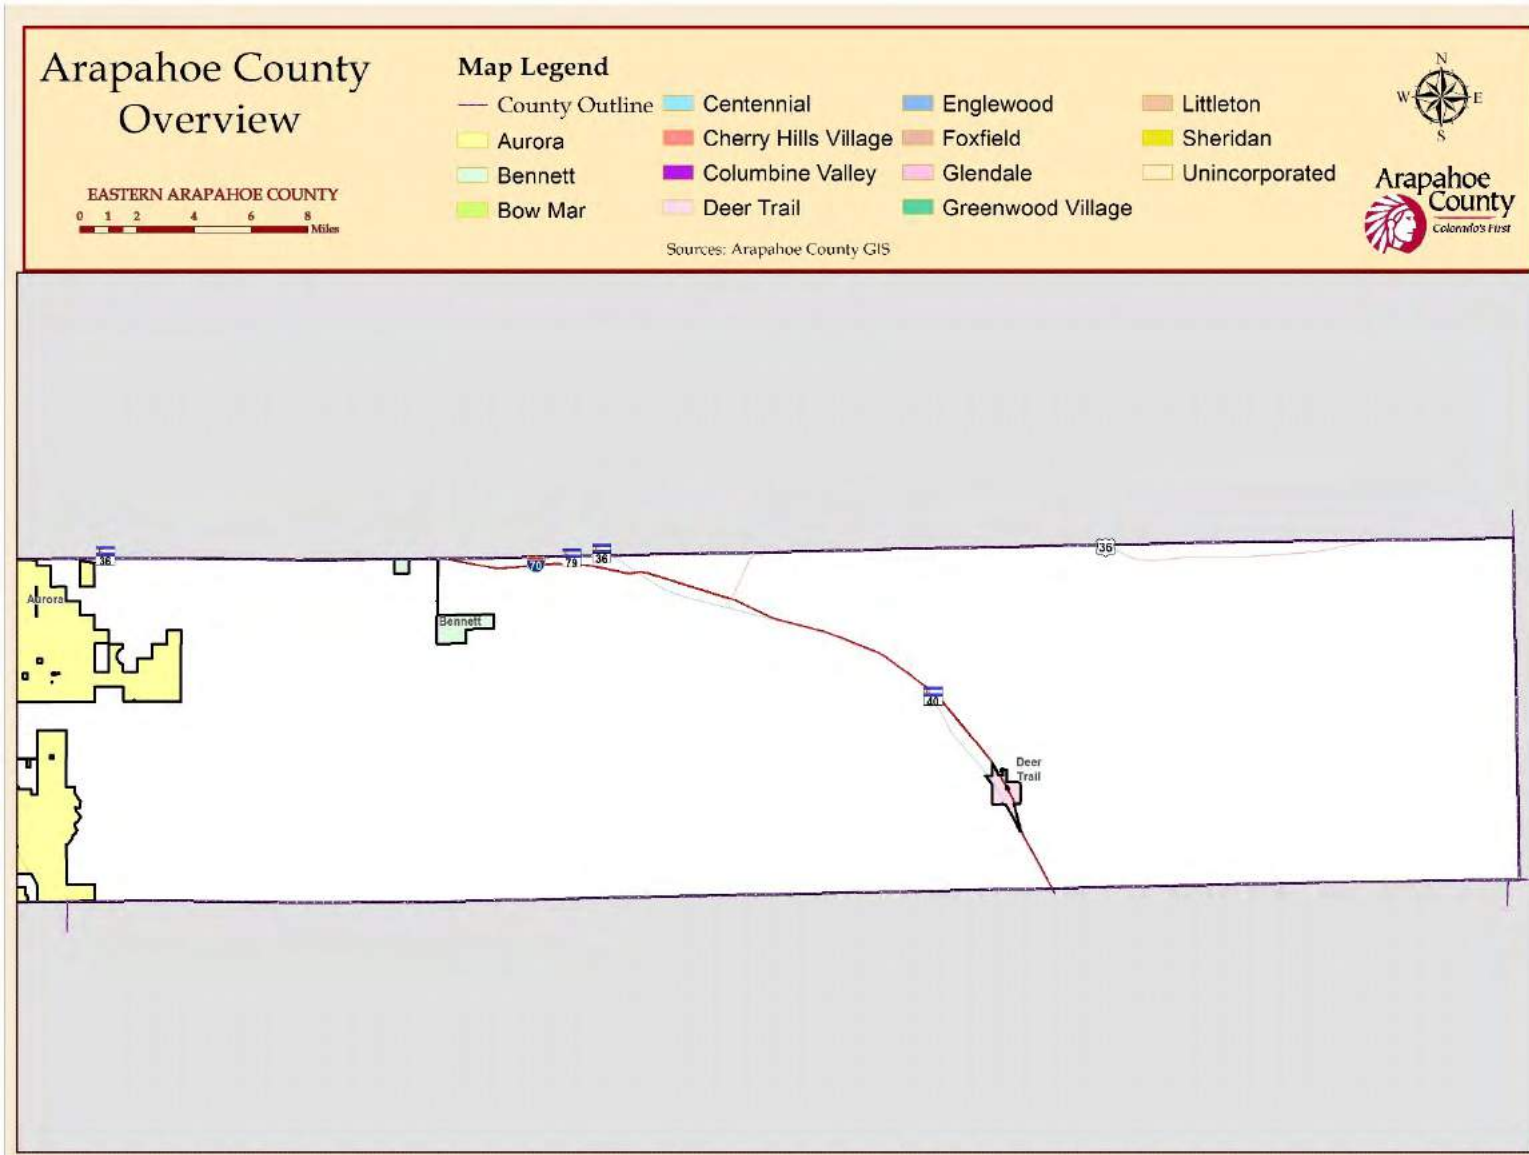 Arapahoe County
Overview
EASTERN ARAPAHOE COUNTY
0 1 2 4 6 8
Miles
Map Legend
County Outline
Aurora
Bennett
Bow Mar
Centennial
Cherry Hills Village
Columbine Valley
Deer Trail
Englewood
Foxfield
Glendale
Greenwood Village
Littleton
Sheridan
Unincorporated
Sources: Arapahoe County GIS
N
W E
S
Arapahoe
County
Colorado's First
36
70
79
36
36
Aurora
Bennett
40
Deer
Trail